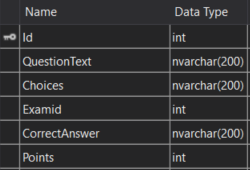 Name Data Type
Id int
QuestionText nvarchar(200)
Choices nvarchar(200)
Examid int
CorrectAnswer nvarchar(200)
Points int